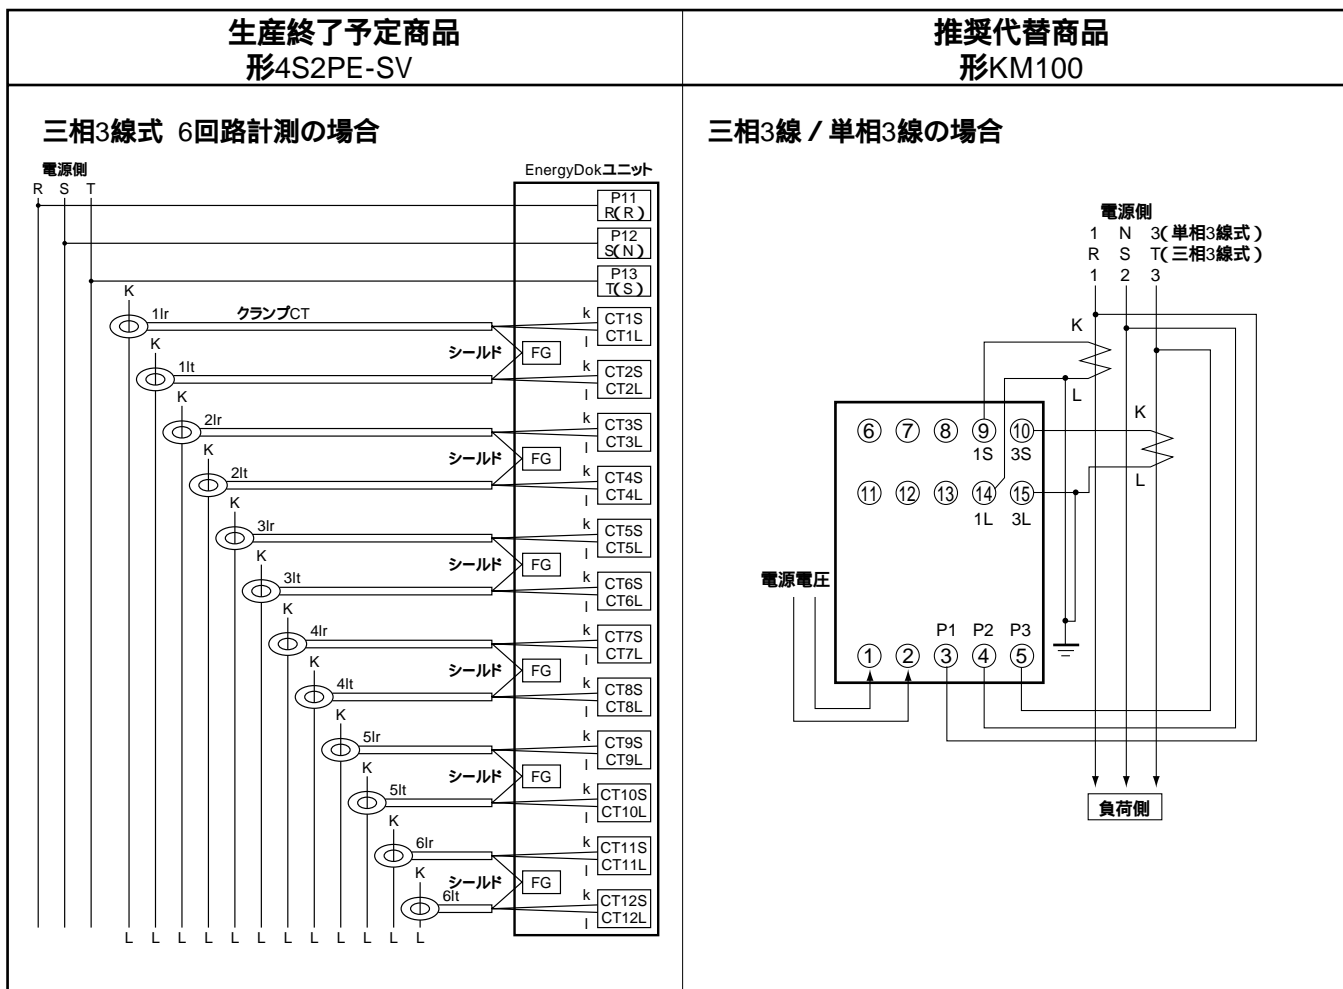 生産終了予定商品
形4S2PE-SV
推奨代替商品
形KM100
三相3線式 6回路計測の場合
電源側
R S T
EnergyDokユニット
P11
R(R)
P12
S(N)
P13
T(S)
K
1Ir
クランプCT
k
CT1S
CT1L
l
シールド
FG
K
1It
k
CT2S
CT2L
l
K
2Ir
k
CT3S
CT3L
l
シールド
FG
K
2It
k
CT4S
CT4L
l
K
3Ir
k
CT5S
CT5L
l
シールド
FG
K
3It
k
CT6S
CT6L
l
K
4Ir
k
CT7S
CT7L
l
シールド
FG
K
4It
k
CT8S
CT8L
l
K
5Ir
k
CT9S
CT9L
l
シールド
FG
K
5It
k
CT10S
CT10L
l
K
6Ir
k
CT11S
CT11L
l
シールド
FG
K
6It
k
CT12S
CT12L
l
L L L L L L L L L L L L
三相3線 / 単相3線の場合
電源側
1 N 3(単相3線式)
R S T(三相3線式)
1 2 3
K
L
K
L
⑥ ⑦ ⑧ ⑨ ⑩
1S 3S
⑪ ⑫ ⑬ ⑭ ⑮
1L 3L
電源電圧
P1 P2 P3
① ② ③ ④ ⑤
負荷側